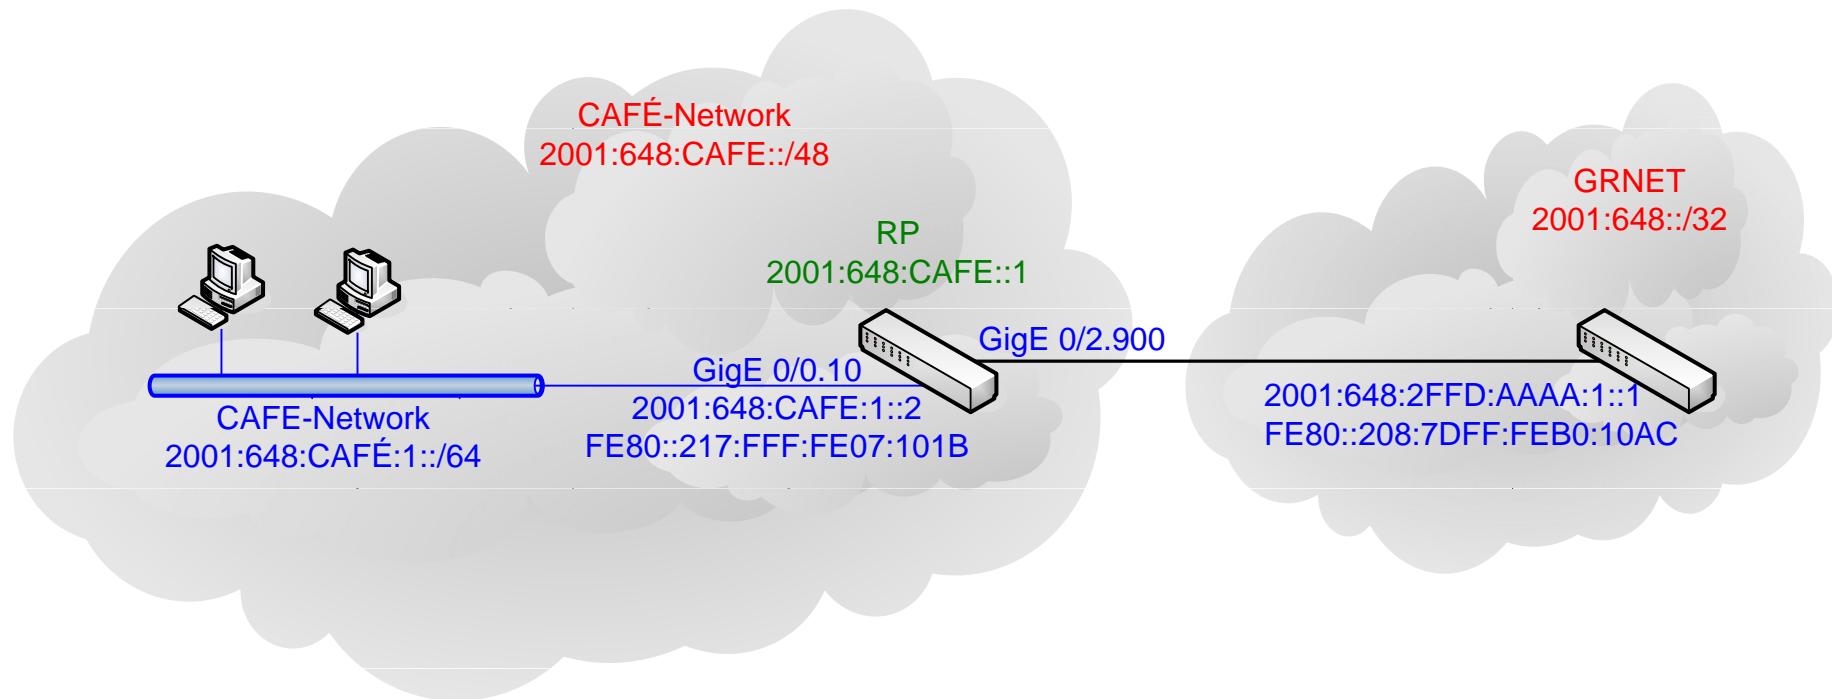 CAFÉ-Network
2001:648:CAFE::/48
GRNET
2001:648::/32
RP
2001:648:CAFE::1
GigE 0/2.900
GigE 0/0.10
2001:648:CAFE:1::2
FE80::217:FFF:FE07:101B
2001:648:2FFD:AAAA:1::1
FE80::208:7DFF:FEB0:10AC
CAFE-Network
2001:648:CAFÉ:1::/64